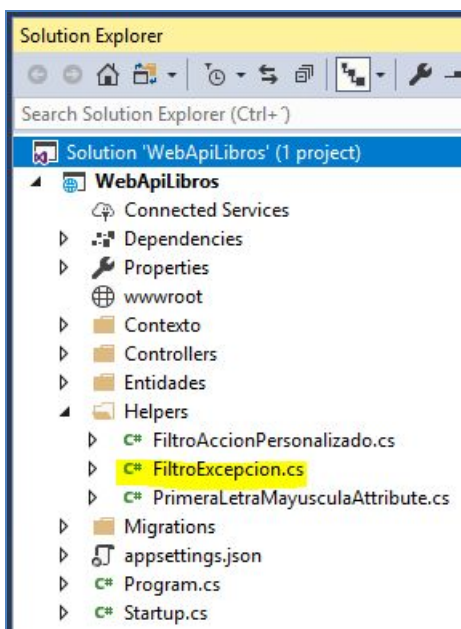 Solution Explorer
Search Solution Explorer (Ctrl+´)
Solution 'WebApiLibros' (1 project)
WebApiLibros
Connected Services
Dependencies
Properties
wwwroot
Contexto
Controllers
Entidades
Helpers
C# FiltroAccionPersonalizado.cs
C# FiltroExcepcion.cs
C# PrimeraLetraMayusculaAttribute.cs
Migrations
appsettings.json
C# Program.cs
C# Startup.cs